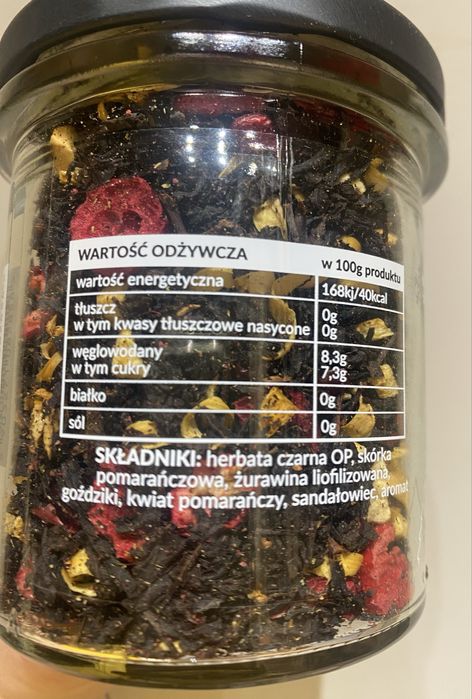 WARTOŚĆ ODŻYWCZA w 100g produktu
wartość energetyczna 168kj/40kcal
tłuszcz 0g
w tym kwasy tłuszczowe nasycone 0g
węglowodany 8,3g
w tym cukry 7,3g
białko 0g
sól 0g
SKŁADNIKI: herbata czarna OP, skórka
pomarańczowa, żurawina liofilizowana,
goździki, kwiat pomarańczy, sandałowiec, aromat